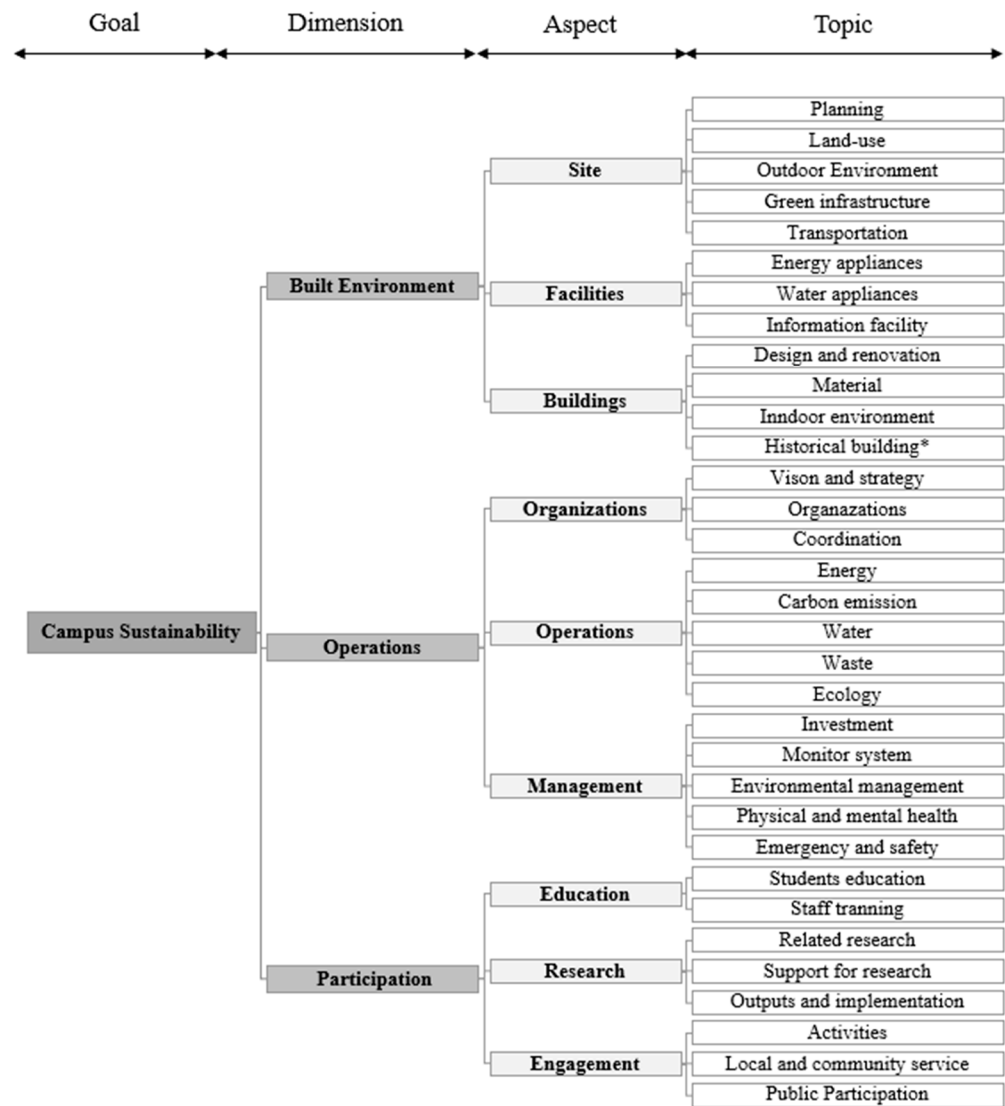 Goal Dimension Aspect Topic
Planning
Land-use
Site Outdoor Environment
Green infrastructure
Transportation
Energy appliances
Built Environment
Facilities Water appliances
Information facility
Design and renovation
Material
Buildings
Inndoor environment
Historical building*
Vison and strategy
Organizations Organazations
Coordination
Energy
Carbon emission
Campus Sustainability
Operations Operations Water
Waste
Ecology
Investment
Monitor system
Management Environmental management
Physical and mental health
Emergency and safety
Students education
Education
Staff tranning
Related research
Participation Research Support for research
Outputs and implementation
Activities
Engagement Local and community service
Public Participation